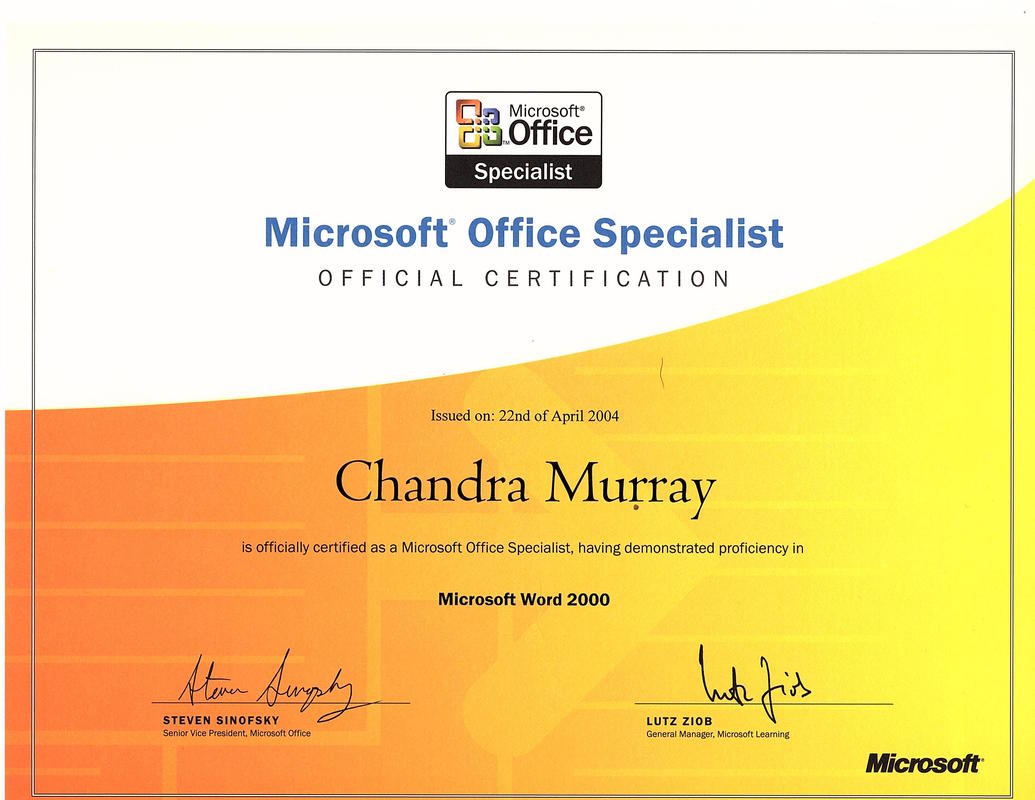 Microsoft®
Office
Specialist
Microsoft® Office Specialist
OFFICIAL CERTIFICATION
Issued on: 22nd of April 2004
Chandra Murray
is officially certified as a Microsoft Office Specialist, having demonstrated proficiency in
Microsoft Word 2000
Steven Sinofsky
STEVEN SINOFSKY
Senior Vice President, Microsoft Office
Lutz Ziob
LUTZ ZIOB
General Manager, Microsoft Learning
Microsoft®